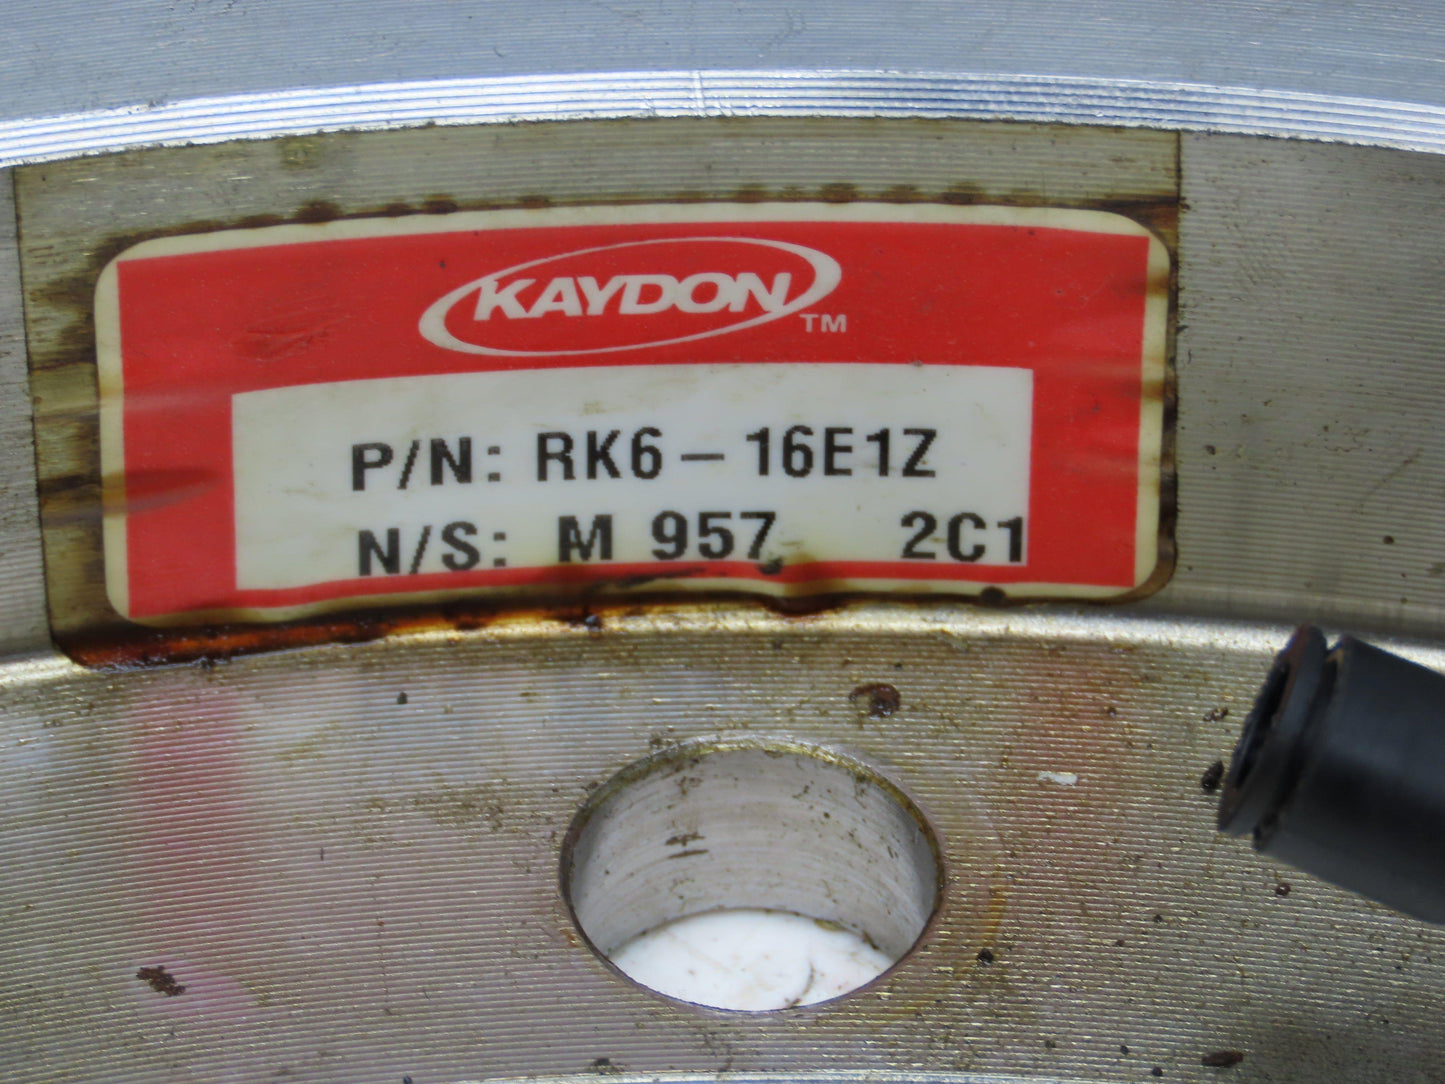 KAYDON TM
P/N: RK6-16E1Z
N/S: M 957 2C1